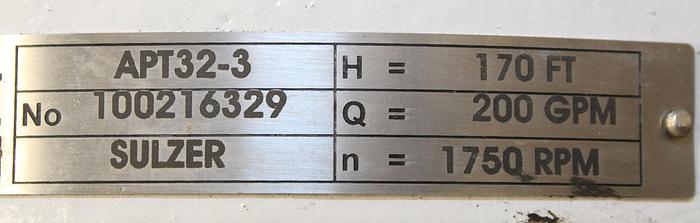 APT32-3 H = 170 FT
No 100216329 Q = 200 GPM
SULZER n = 1750 RPM